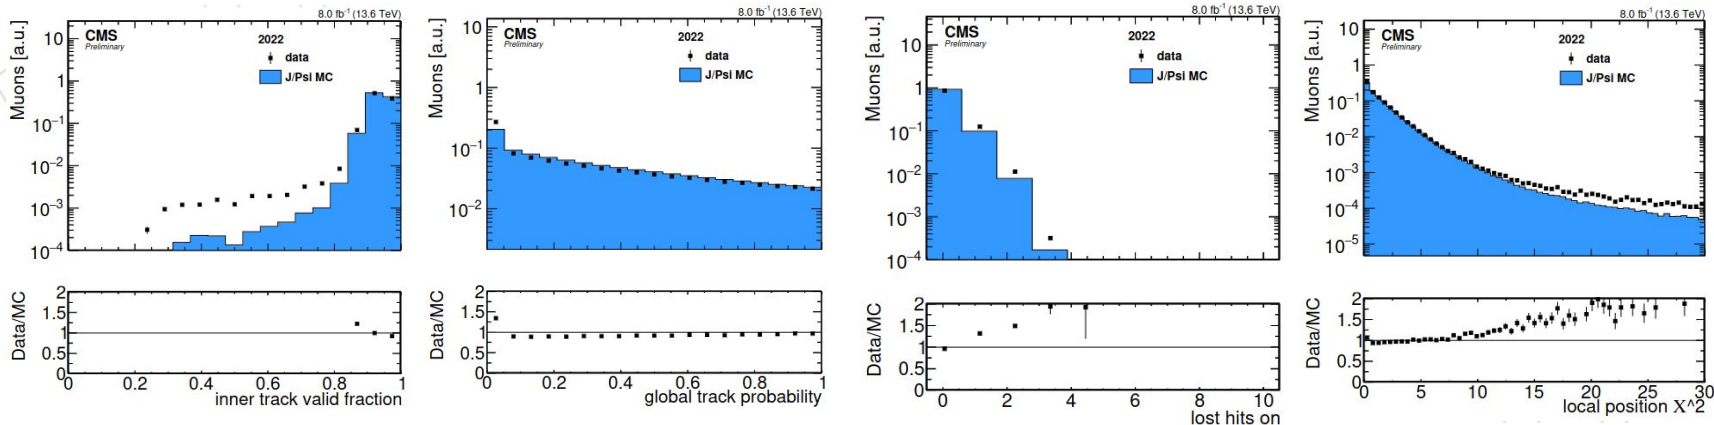 8.0 fb⁻¹ (13.6 TeV)
CMS
Preliminary
2022
data
J/Psi MC
Muons [a.u.]
10
1
10⁻¹
10⁻²
10⁻³
10⁻⁴
Data/MC
2
1.5
1
0.5
0
0 0.2 0.4 0.6 0.8 1
inner track valid fraction
8.0 fb⁻¹ (13.6 TeV)
CMS
Preliminary
2022
data
J/Psi MC
Muons [a.u.]
10
1
10⁻¹
10⁻²
Data/MC
2
1.5
1
0.5
0
0 0.2 0.4 0.6 0.8 1
global track probability
8.0 fb⁻¹ (13.6 TeV)
CMS
Preliminary
2022
data
J/Psi MC
Muons [a.u.]
10
1
10⁻¹
10⁻²
10⁻³
10⁻⁴
Data/MC
2
1.5
1
0.5
0
0 2 4 6 8 10
lost hits on
8.0 fb⁻¹ (13.6 TeV)
CMS
Preliminary
2022
data
J/Psi MC
Muons [a.u.]
10
1
10⁻¹
10⁻²
10⁻³
10⁻⁴
10⁻⁵
Data/MC
2
1.5
1
0.5
0
0 5 10 15 20 25 30
local position X^2